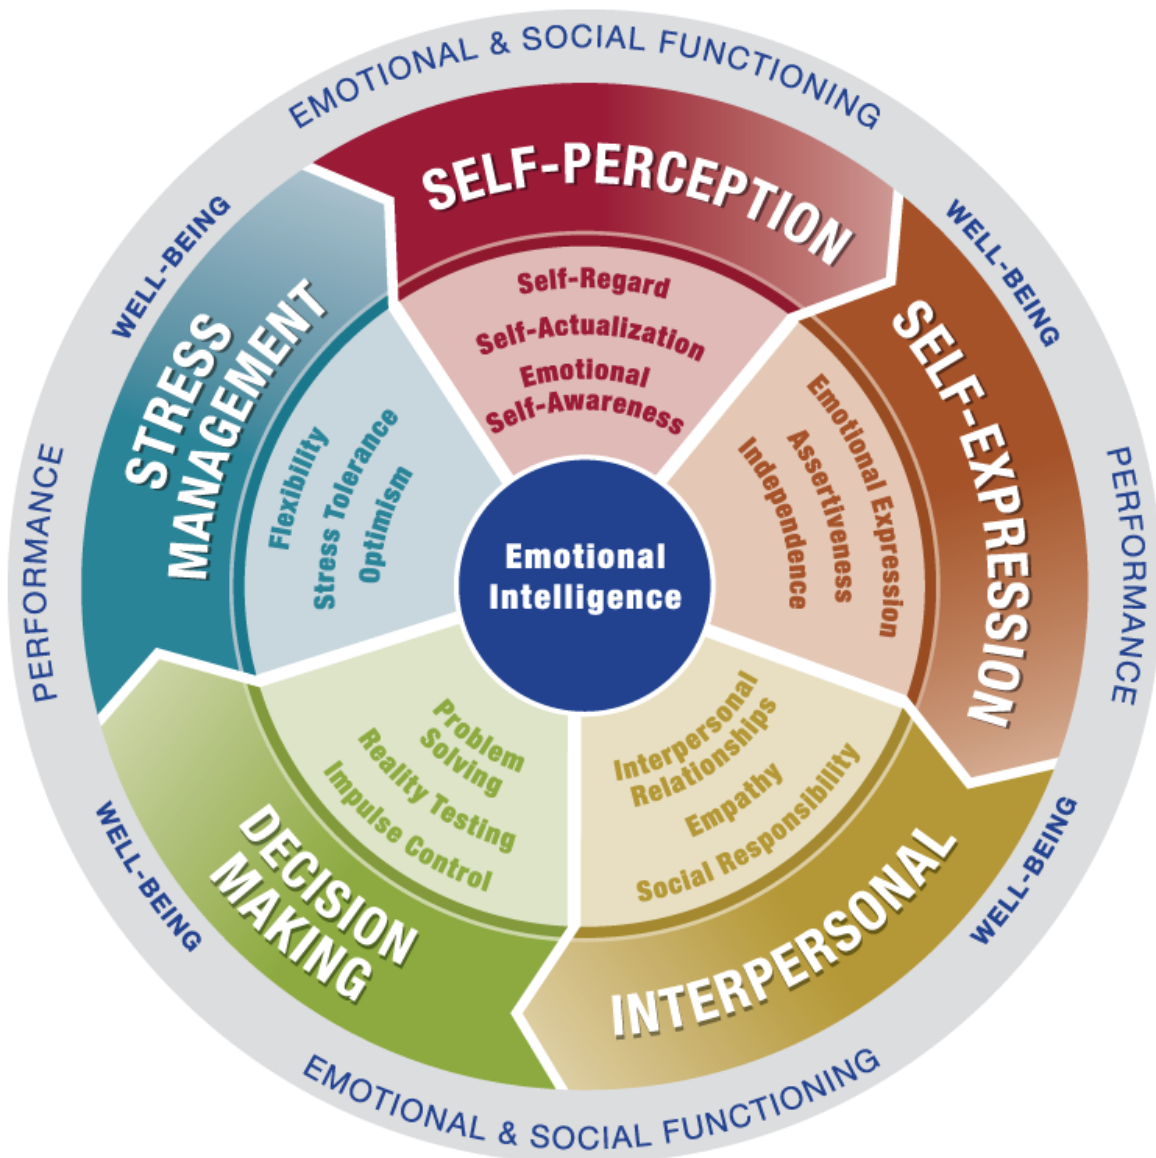 EMOTIONAL & SOCIAL FUNCTIONING
WELL-BEING
WELL-BEING
PERFORMANCE
PERFORMANCE
WELL-BEING
WELL-BEING
EMOTIONAL & SOCIAL FUNCTIONING
SELF-PERCEPTION
Self-Regard
Self-Actualization
Emotional
Self-Awareness
SELF-EXPRESSION
Emotional Expression
Assertiveness
Independence
INTERPERSONAL
Interpersonal
Relationships
Empathy
Social Responsibility
DECISION
MAKING
Problem
Solving
Reality Testing
Impulse Control
STRESS
MANAGEMENT
Flexibility
Stress Tolerance
Optimism
Emotional
Intelligence